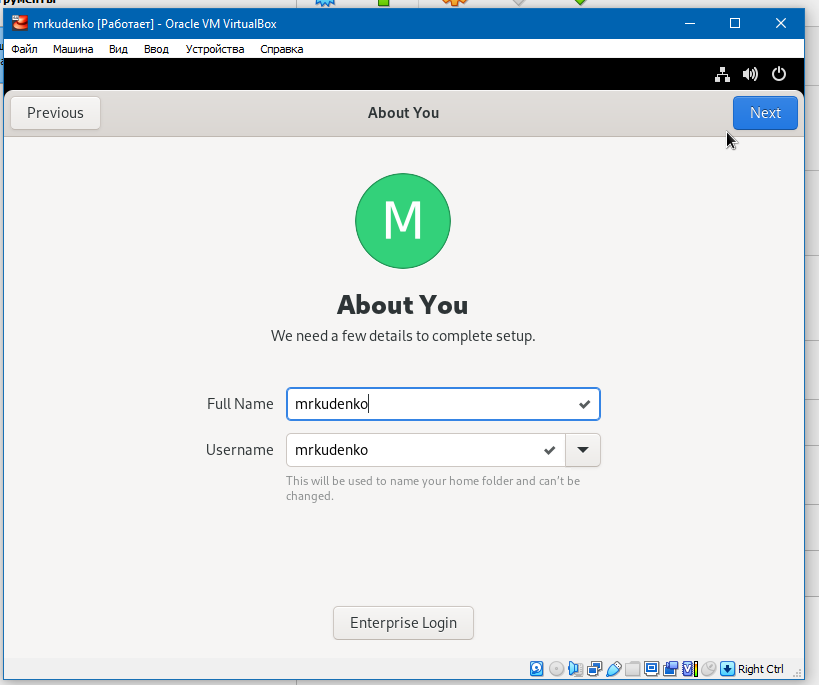 mrkudenko [Работает] - Oracle VM VirtualBox
Файл Машина Вид Ввод Устройства Справка
Previous About You Next
M
About You
We need a few details to complete setup.
Full Name mrkudenko
Username mrkudenko
This will be used to name your home folder and can't be
changed.
Enterprise Login
Right Ctrl